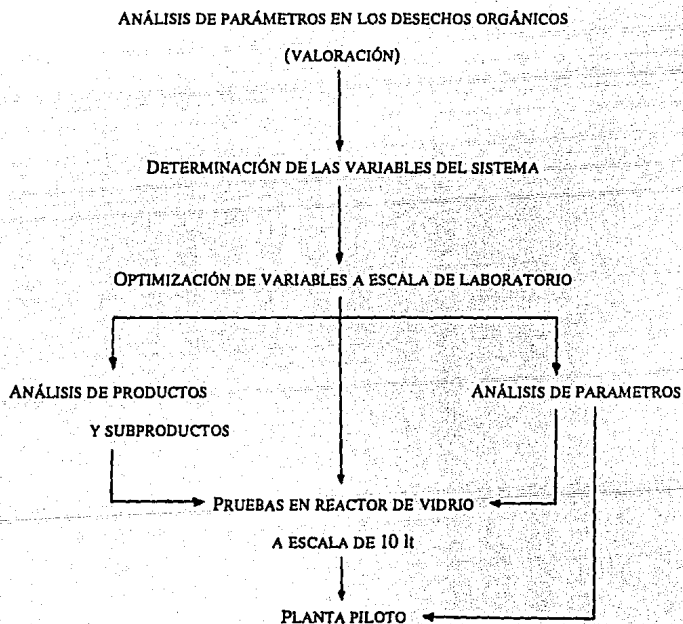 ANÁLISIS DE PARÁMETROS EN LOS DESECHOS ORGÁNICOS
(VALORACIÓN)
DETERMINACIÓN DE LAS VARIABLES DEL SISTEMA
OPTIMIZACIÓN DE VARIABLES A ESCALA DE LABORATORIO
ANÁLISIS DE PRODUCTOS
Y SUBPRODUCTOS
ANÁLISIS DE PARAMETROS
PRUEBAS EN REACTOR DE VIDRIO
A ESCALA DE 10 lt
PLANTA PILOTO